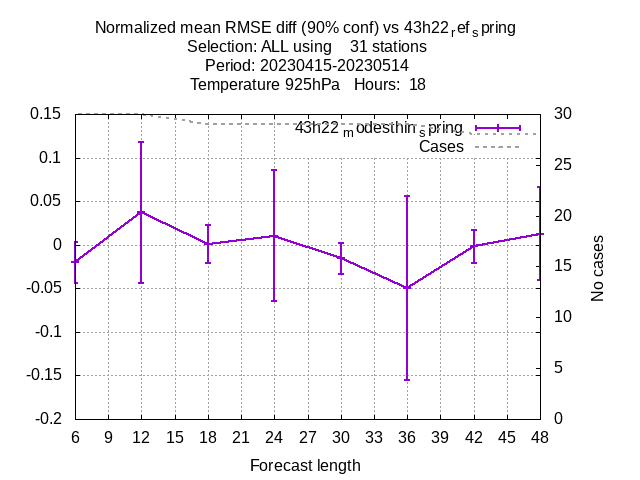 Normalized mean RMSE diff (90% conf) vs 43h22refspring
Selection: ALL using    31 stations
Period: 20230415-20230514
Temperature 925hPa   Hours:  18
0.15
0.1
0.05
0
-0.05
-0.1
-0.15
-0.2
43h22modesthinspring
Cases
30
25
20
15
10
5
0
No cases
6 9 12 15 18 21 24 27 30 33 36 39 42 45 48
Forecast length